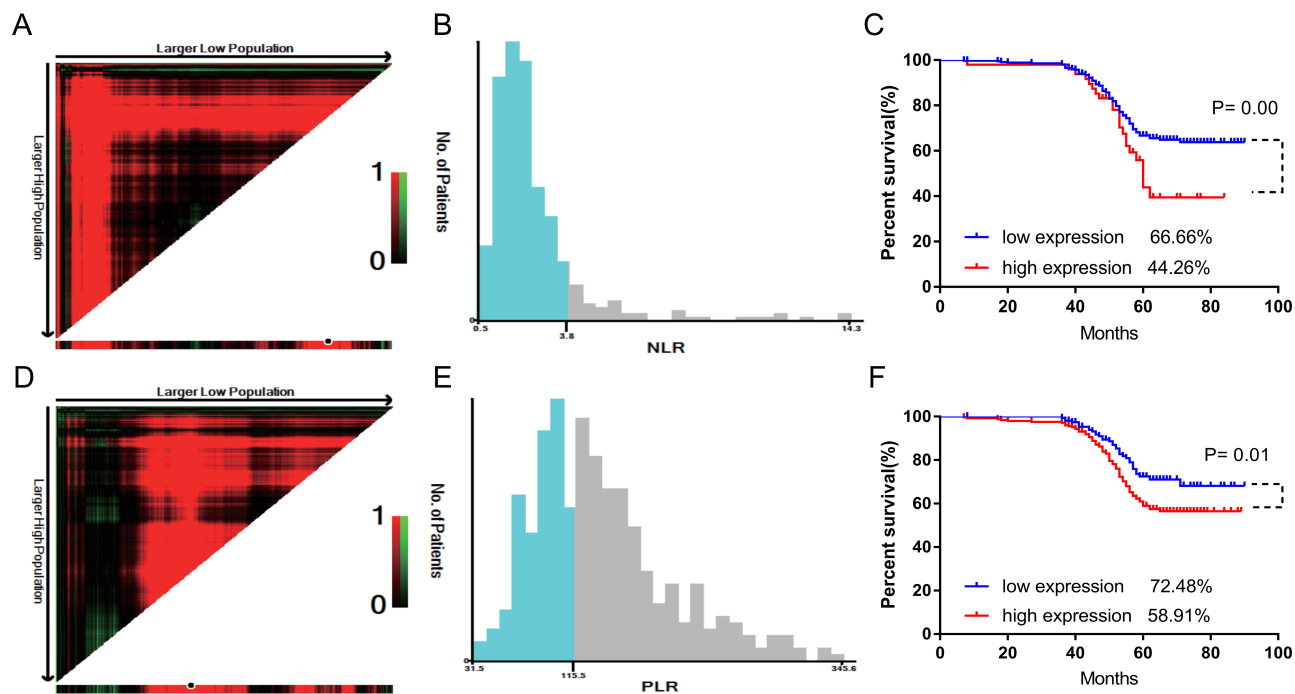 A
Larger Low Population
Larger High Population
1
0
B
No. of Patients
0
0.5
3.8
14.3
NLR
C
Percent survival(%)
100
80
60
40
20
0
P= 0.00
low expression 66.66%
high expression 44.26%
0 20 40 60 80 100
Months
D
Larger Low Population
Larger High Population
1
0
E
No. of Patients
0
31.5
115.5
345.6
PLR
F
Percent survival(%)
100
80
60
40
20
0
P= 0.01
low expression 72.48%
high expression 58.91%
0 20 40 60 80 100
Months